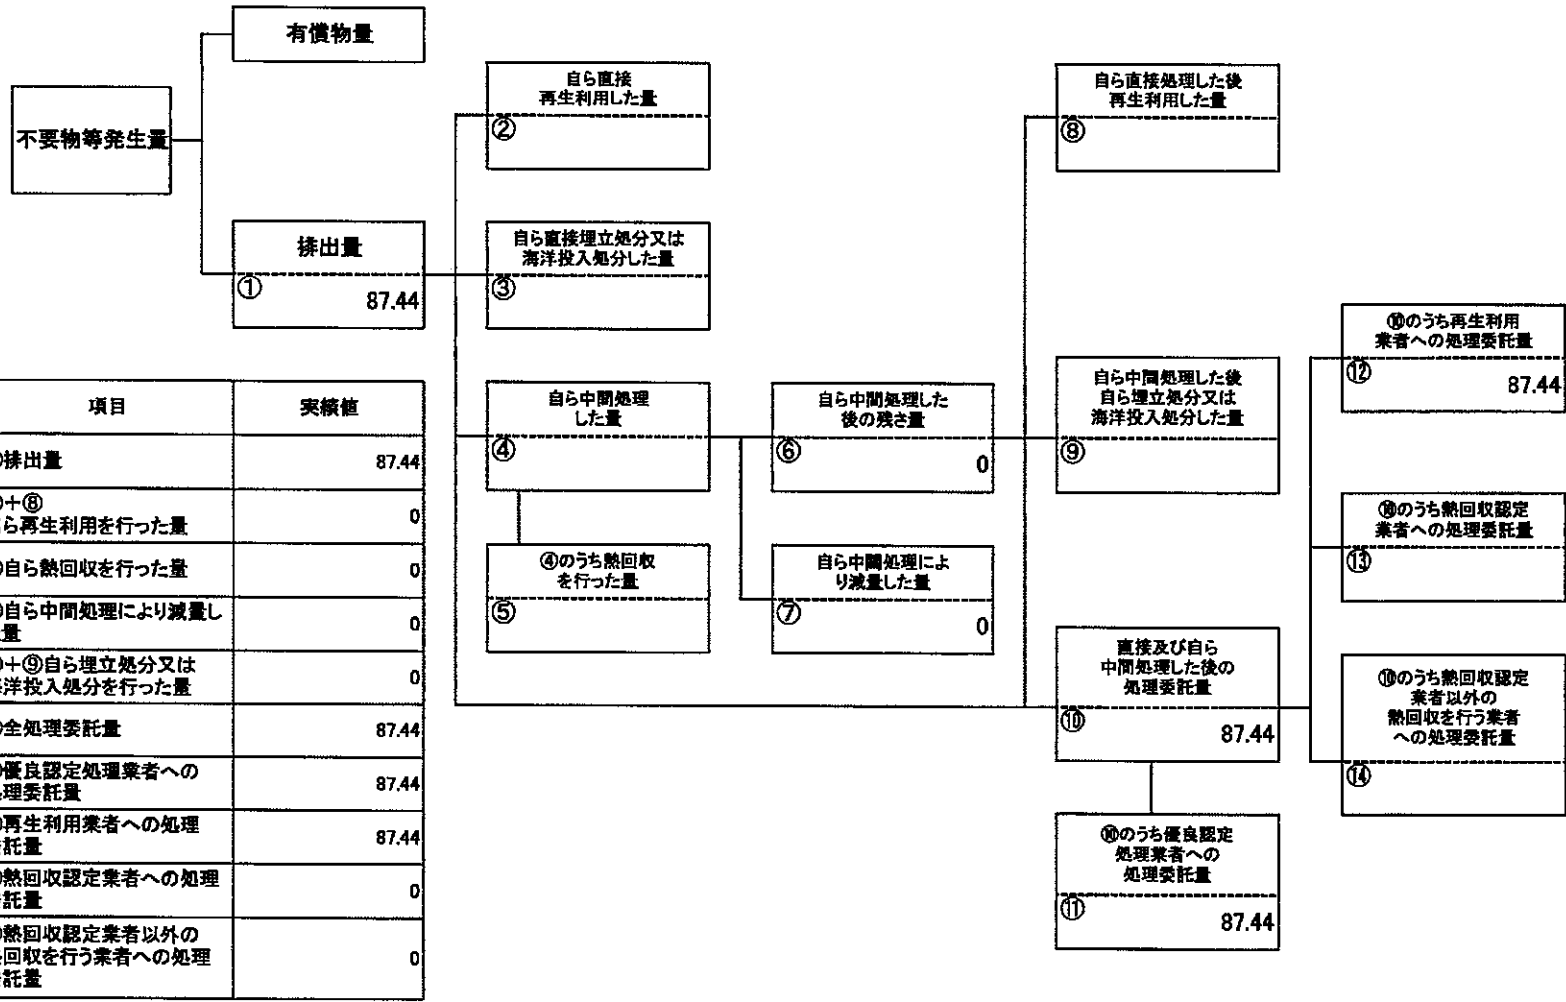 有償物量
不要物等発生量
排出量
①
87.44
自ら直接
再生利用した量
②
自ら直接埋立処分又は
海洋投入処分した量
③
自ら中間処理
した量
④
④のうち熱回収
を行った量
⑤
自ら中間処理した
後の残さ量
⑥
0
自ら中間処理によ
り減量した量
⑦
0
自ら直接処理した後
再生利用した量
⑧
自ら中間処理した後
自ら埋立処分又は
海洋投入処分した量
⑨
直接及び自ら
中間処理した後の
処理委託量
⑩
87.44
⑩のうち優良認定
処理業者への
処理委託量
⑪
87.44
⑩のうち再生利用
業者への処理委託量
⑫
87.44
⑩のうち熱回収認定
業者への処理委託量
⑬
⑩のうち熱回収認定
業者以外の
熱回収を行う業者
への処理委託量
⑭
項目 実績値
排出量 87.44
+⑧
ら再生利用を行った量 0
自ら熱回収を行った量 0
自ら中間処理により減量し
量 0
+⑨自ら埋立処分又は
洋投入処分を行った量 0
全処理委託量 87.44
優良認定処理業者への
理委託量 87.44
再生利用業者への処理
託量 87.44
熱回収認定業者への処理
託量 0
熱回収認定業者以外の
回収を行う業者への処理
託量 0